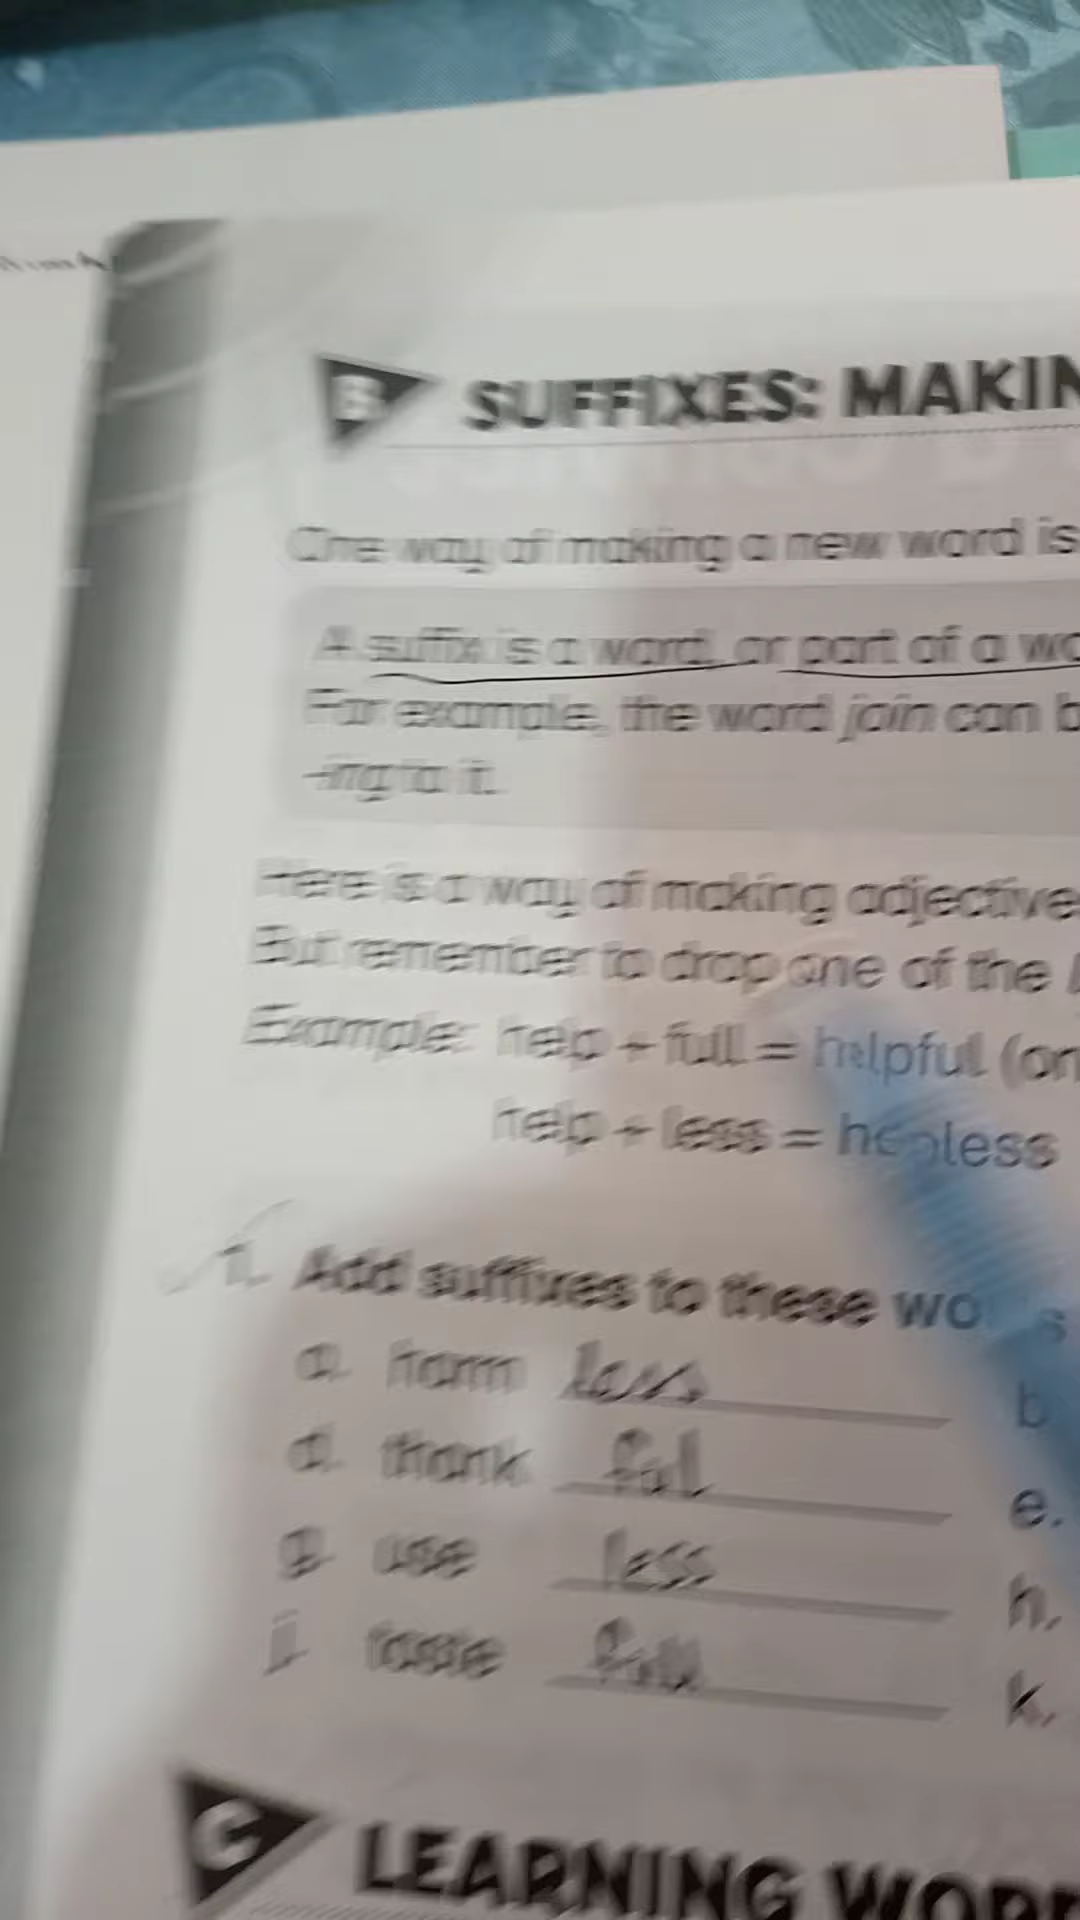 B SUFFIXES: MAKIN
One way of making a new word is
A suffix is a word, or part of a wo
For example, the word join can b
-ing to it.
Here is a way of making adjective
But remember to drop one of the
Example: help + full = helpful (on
help + less = helpless
1. Add suffixes to these wo s
a. harm less b
d. thank ful e.
g. use less h.
j. taste k.
C LEARNING WORD